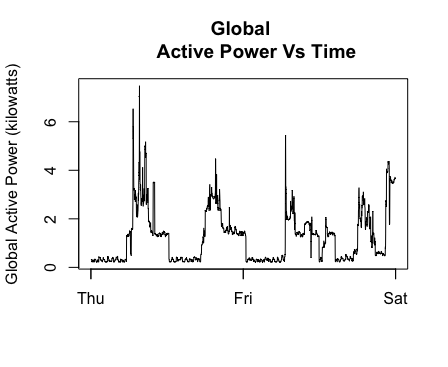 Global
Active Power Vs Time
Global Active Power (kilowatts)
6
4
2
0
Thu Fri Sat